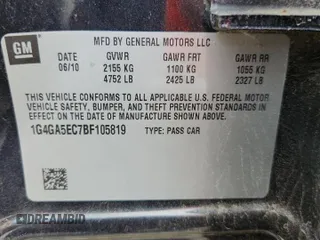 GM
MFD BY GENERAL MOTORS LLC
06/10 GVWR GAWR FRT GAWR RR
2155 KG 1100 KG 1055 KG
4752 LB 2425 LB 2327 LB
THIS VEHICLE CONFORMS TO ALL APPLICABLE U.S. FEDERAL MOTOR
VEHICLE SAFETY, BUMPER, AND THEFT PREVENTION STANDARDS
IN EFFECT ON THE DATE OF MANUFACTURE SHOWN ABOVE.
1G4GA5EC7BF105819 TYPE: PASS CAR
DREAMBID